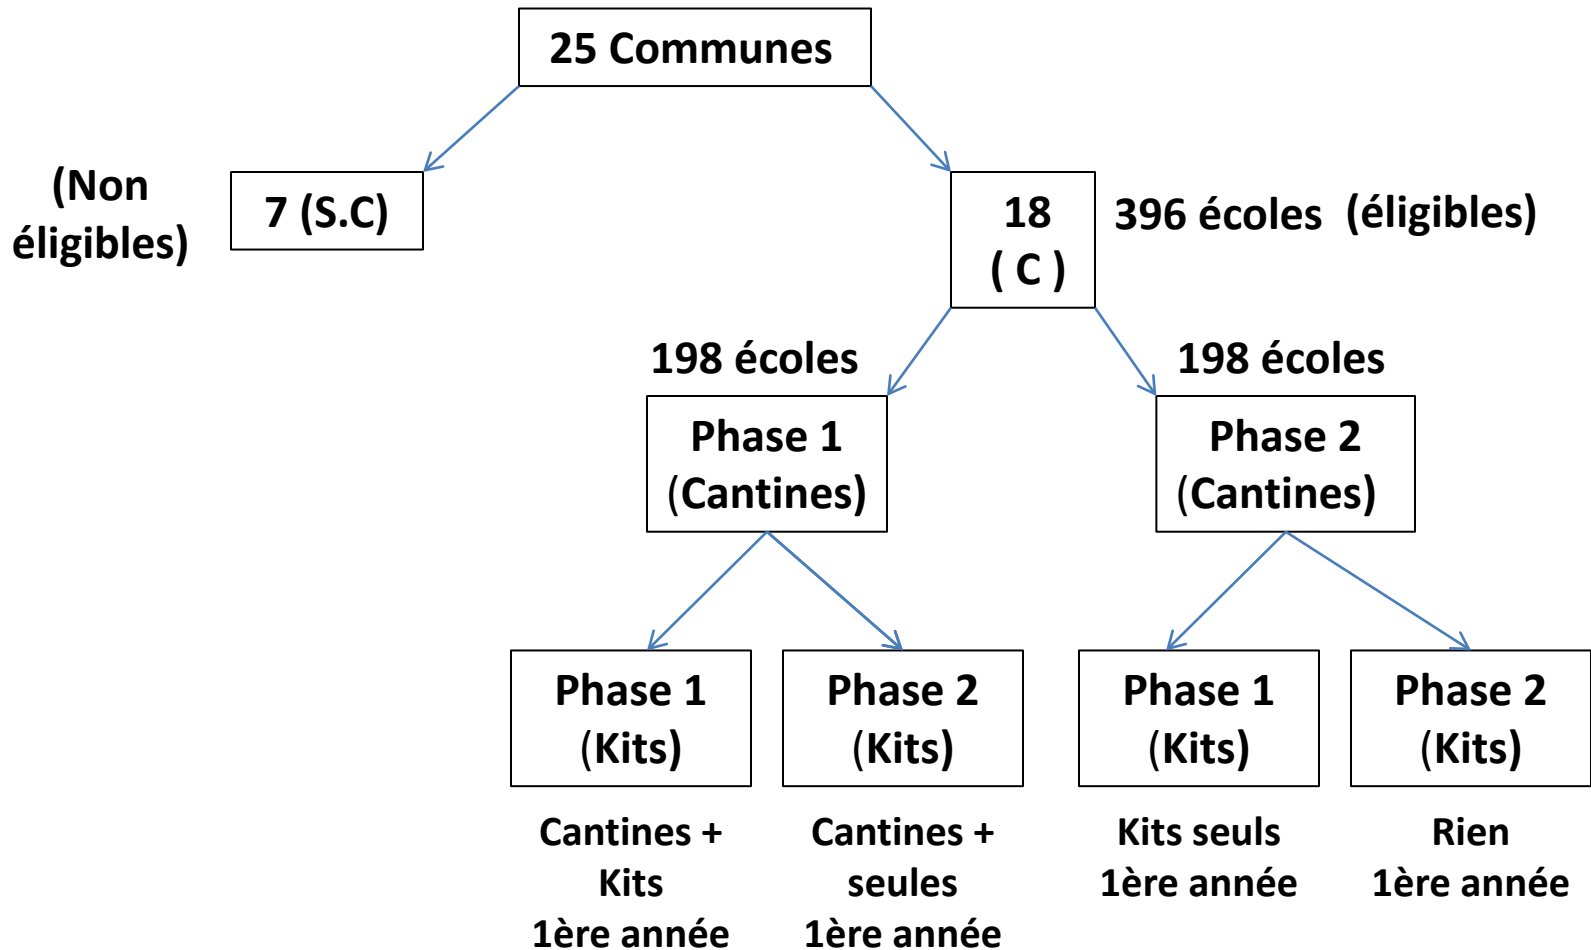 25 Communes
(Non
éligibles)
7 (S.C)
18
( C )
396 écoles (éligibles)
198 écoles
198 écoles
Phase 1
(Cantines)
Phase 2
(Cantines)
Phase 1
(Kits)
Phase 2
(Kits)
Phase 1
(Kits)
Phase 2
(Kits)
Cantines +
Kits
1ère année
Cantines +
seules
1ère année
Kits seuls
1ère année
Rien
1ère année